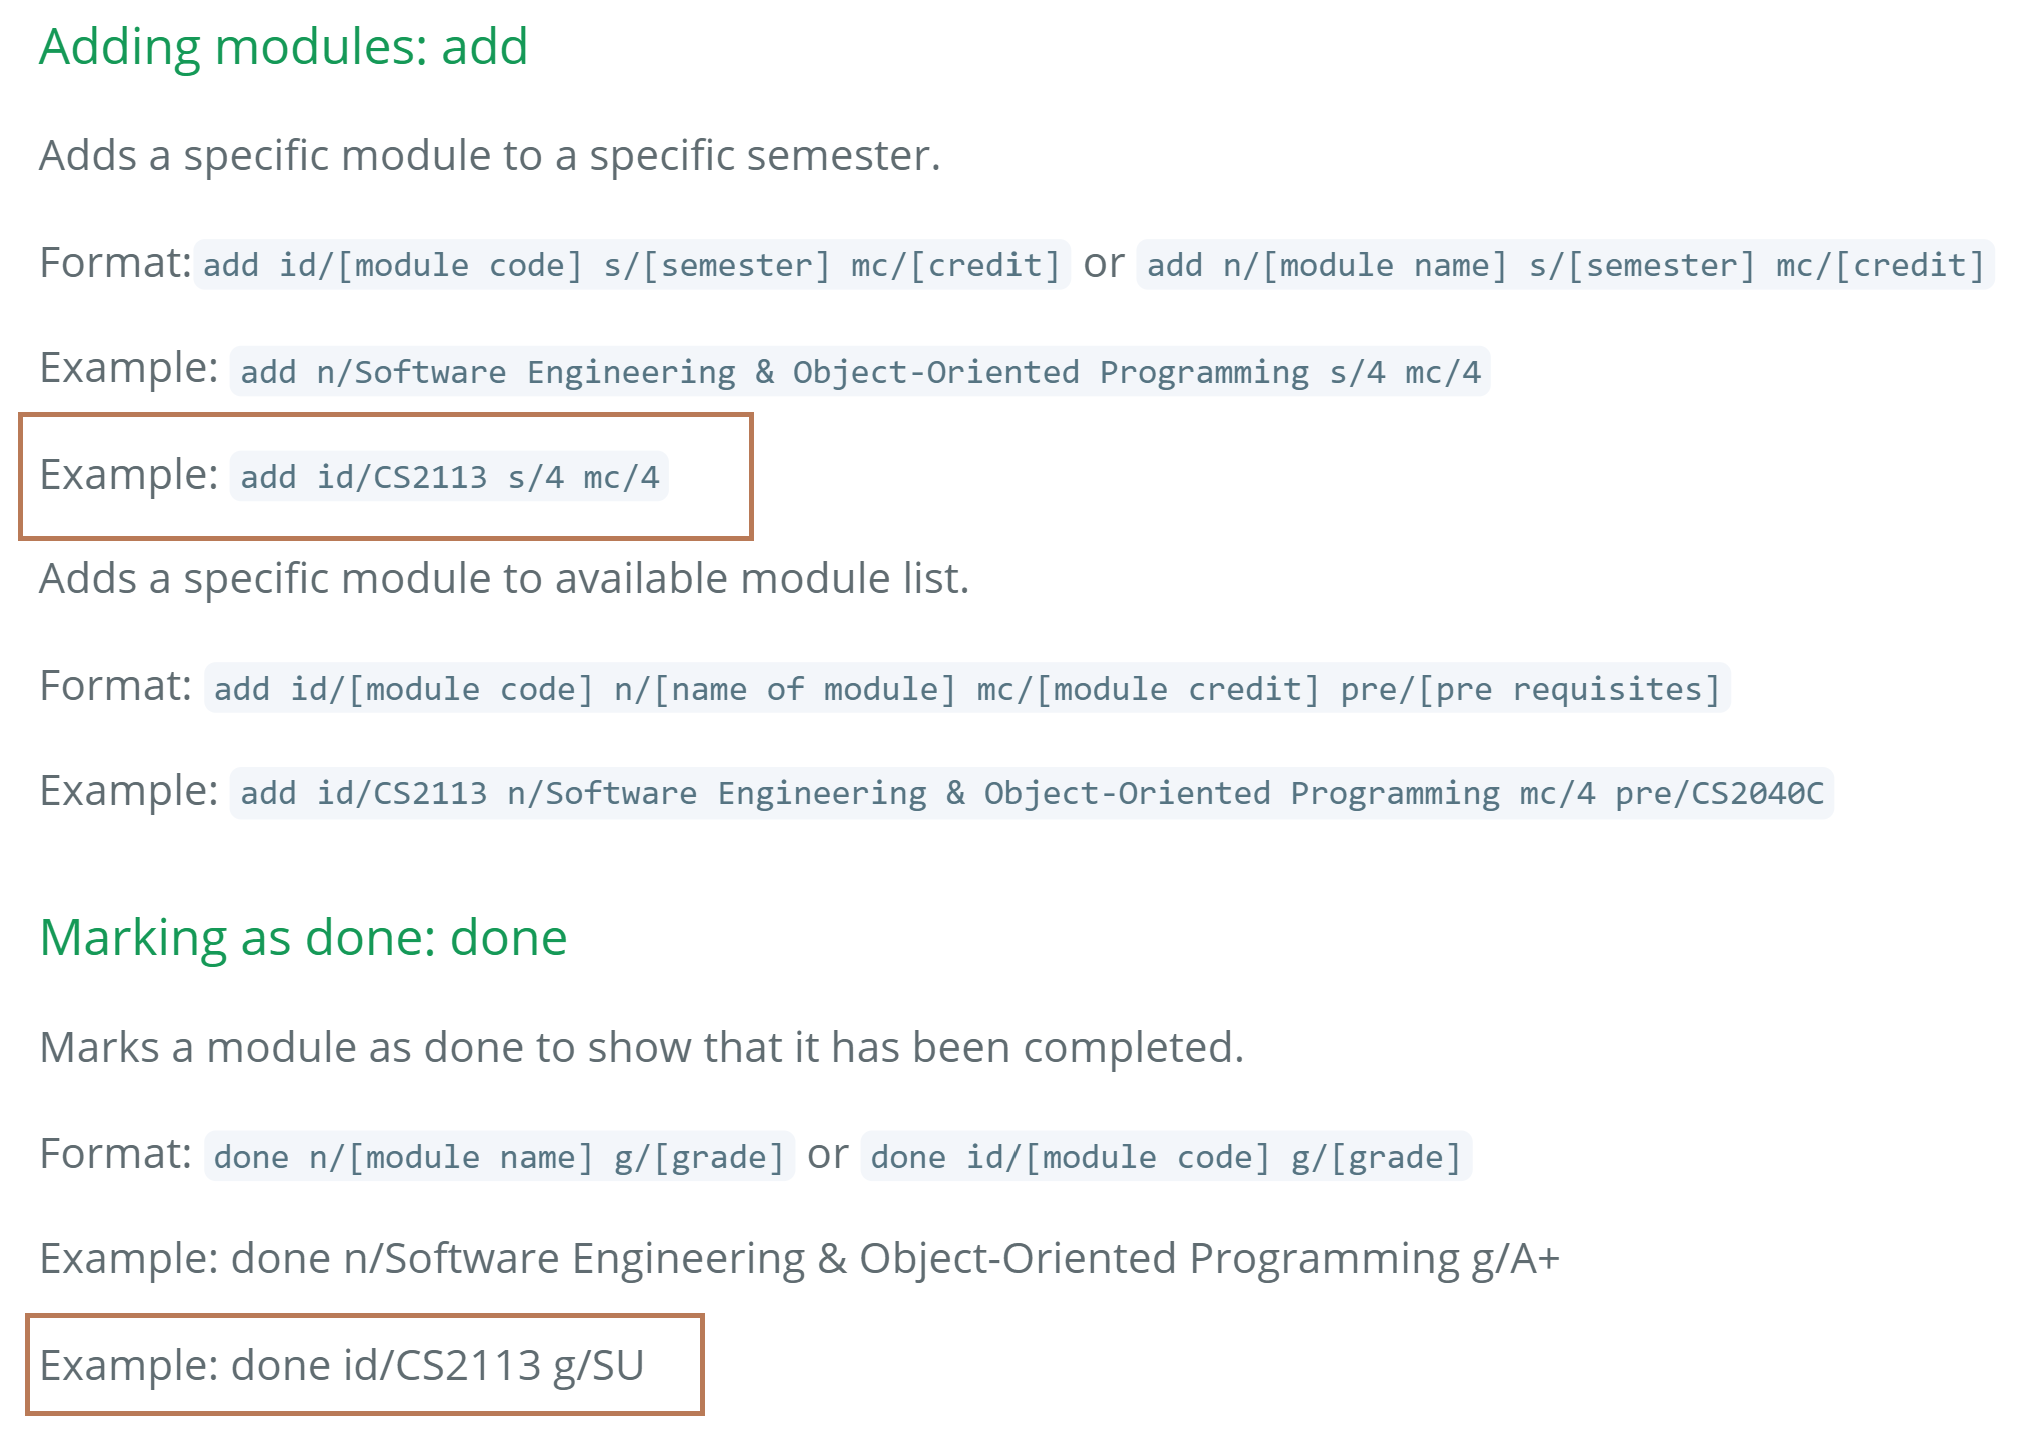 Adding modules: add
Adds a specific module to a specific semester.
Format: add id/[module code] s/[semester] mc/[credit] or add n/[module name] s/[semester] mc/[credit]
Example: add n/Software Engineering & Object-Oriented Programming s/4 mc/4
Example: add id/CS2113 s/4 mc/4
Adds a specific module to available module list.
Format: add id/[module code] n/[name of module] mc/[module credit] pre/[pre requisites]
Example: add id/CS2113 n/Software Engineering & Object-Oriented Programming mc/4 pre/CS2040C
Marking as done: done
Marks a module as done to show that it has been completed.
Format: done n/[module name] g/[grade] or done id/[module code] g/[grade]
Example: done n/Software Engineering & Object-Oriented Programming g/A+
Example: done id/CS2113 g/SU